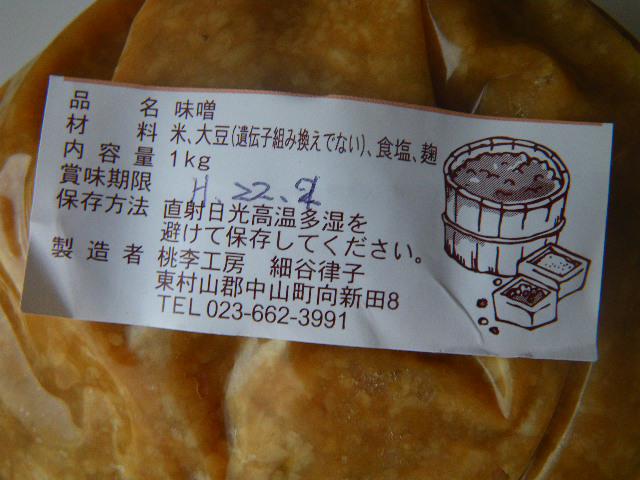 品名 味噌
材料 米、大豆(遺伝子組み換えでない)、食塩、麹
内容量 1kg
賞味期限 H.22.2
保存方法 直射日光高温多湿を
避けて保存してください。
製造者 桃李工房 細谷律子
東村山郡中山町向新田8
TEL 023-662-3991